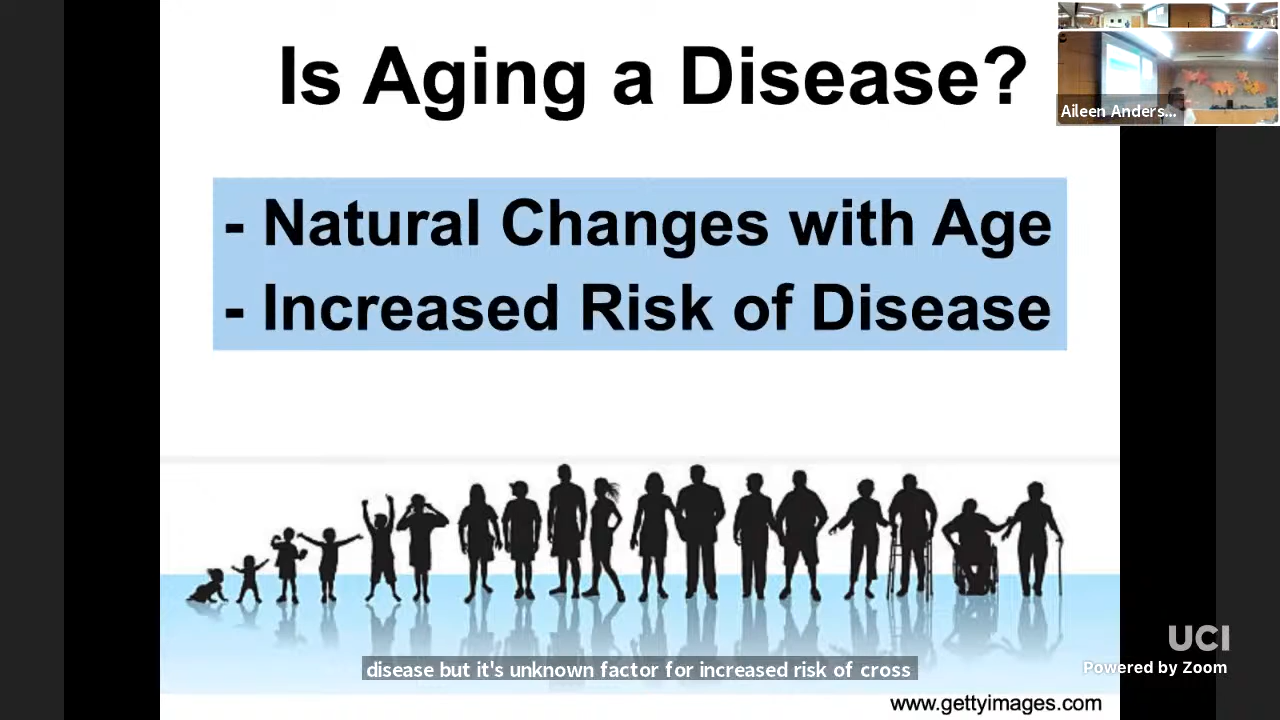 Is Aging a Disease?
Aileen Anders...
- Natural Changes with Age
- Increased Risk of Disease
UCI
disease but it's unknown factor for increased risk of cross
Powered by Zoom
www.gettyimages.com